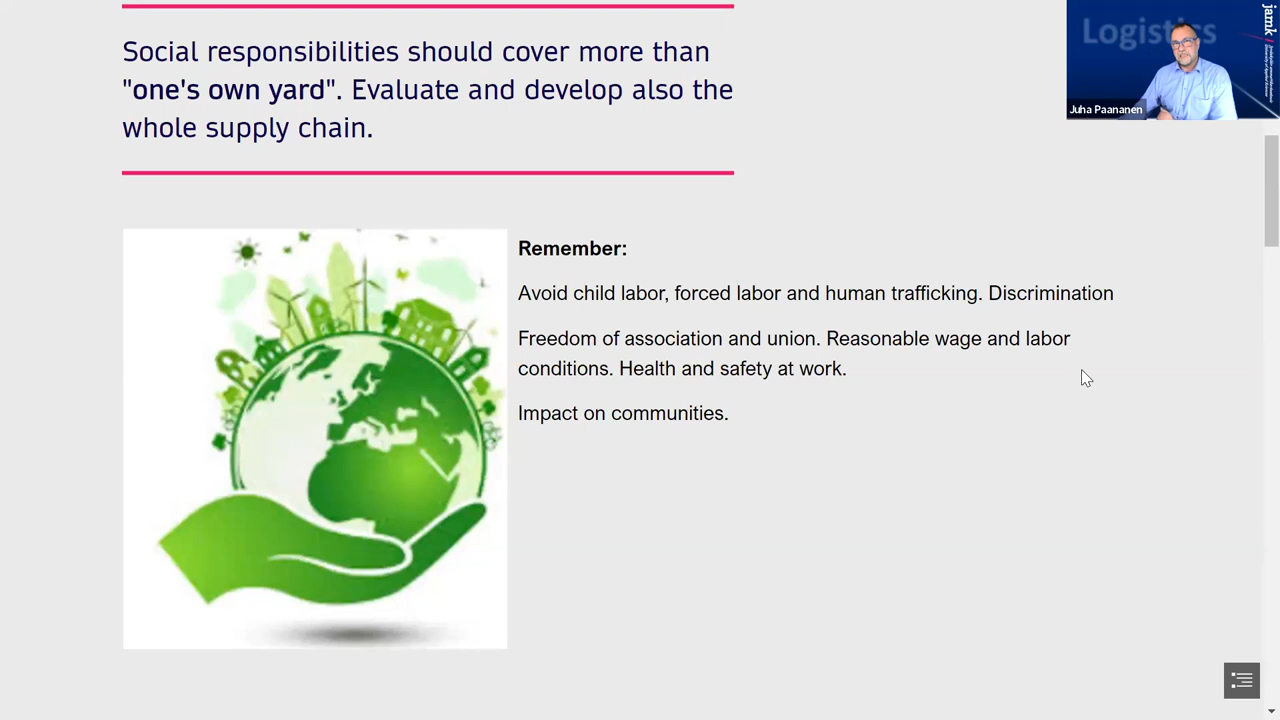 Social responsibilities should cover more than
"one's own yard". Evaluate and develop also the
whole supply chain.
Logistics
jamk
Juha Paananen
Remember:
Avoid child labor, forced labor and human trafficking. Discrimination
Freedom of association and union. Reasonable wage and labor
conditions. Health and safety at work.
Impact on communities.